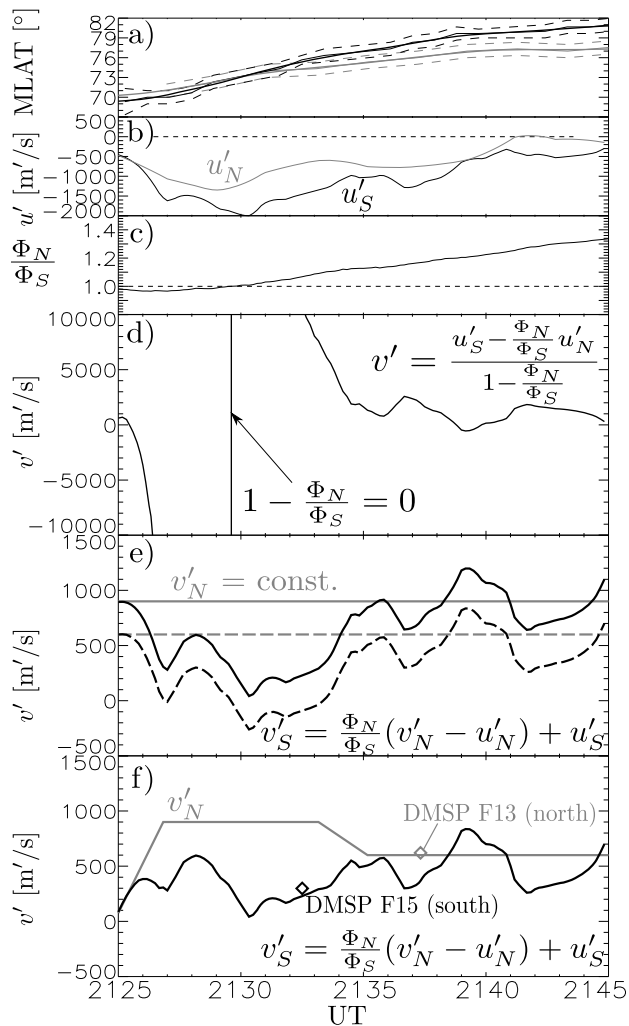 a)
MLAT [°]
82
79
76
73
70
b)
u' [m'/s]
500
0
−500
−1000
−1500
−2000
u'_N
u'_S
c)
Φ_N/Φ_S
1.4
1.2
1.0
d)
v' [m'/s]
10000
5000
0
−5000
−10000
v' = (u'_S − Φ_N/Φ_S u'_N) / (1 − Φ_N/Φ_S)
1 − Φ_N/Φ_S = 0
e)
v' [m'/s]
1500
1000
500
0
−500
v'_N = const.
v'_S = Φ_N/Φ_S (v'_N − u'_N) + u'_S
f)
v' [m'/s]
1500
1000
500
0
−500
v'_N
DMSP F13 (north)
DMSP F15 (south)
v'_S = Φ_N/Φ_S (v'_N − u'_N) + u'_S
2125 2130 2135 2140 2145
UT